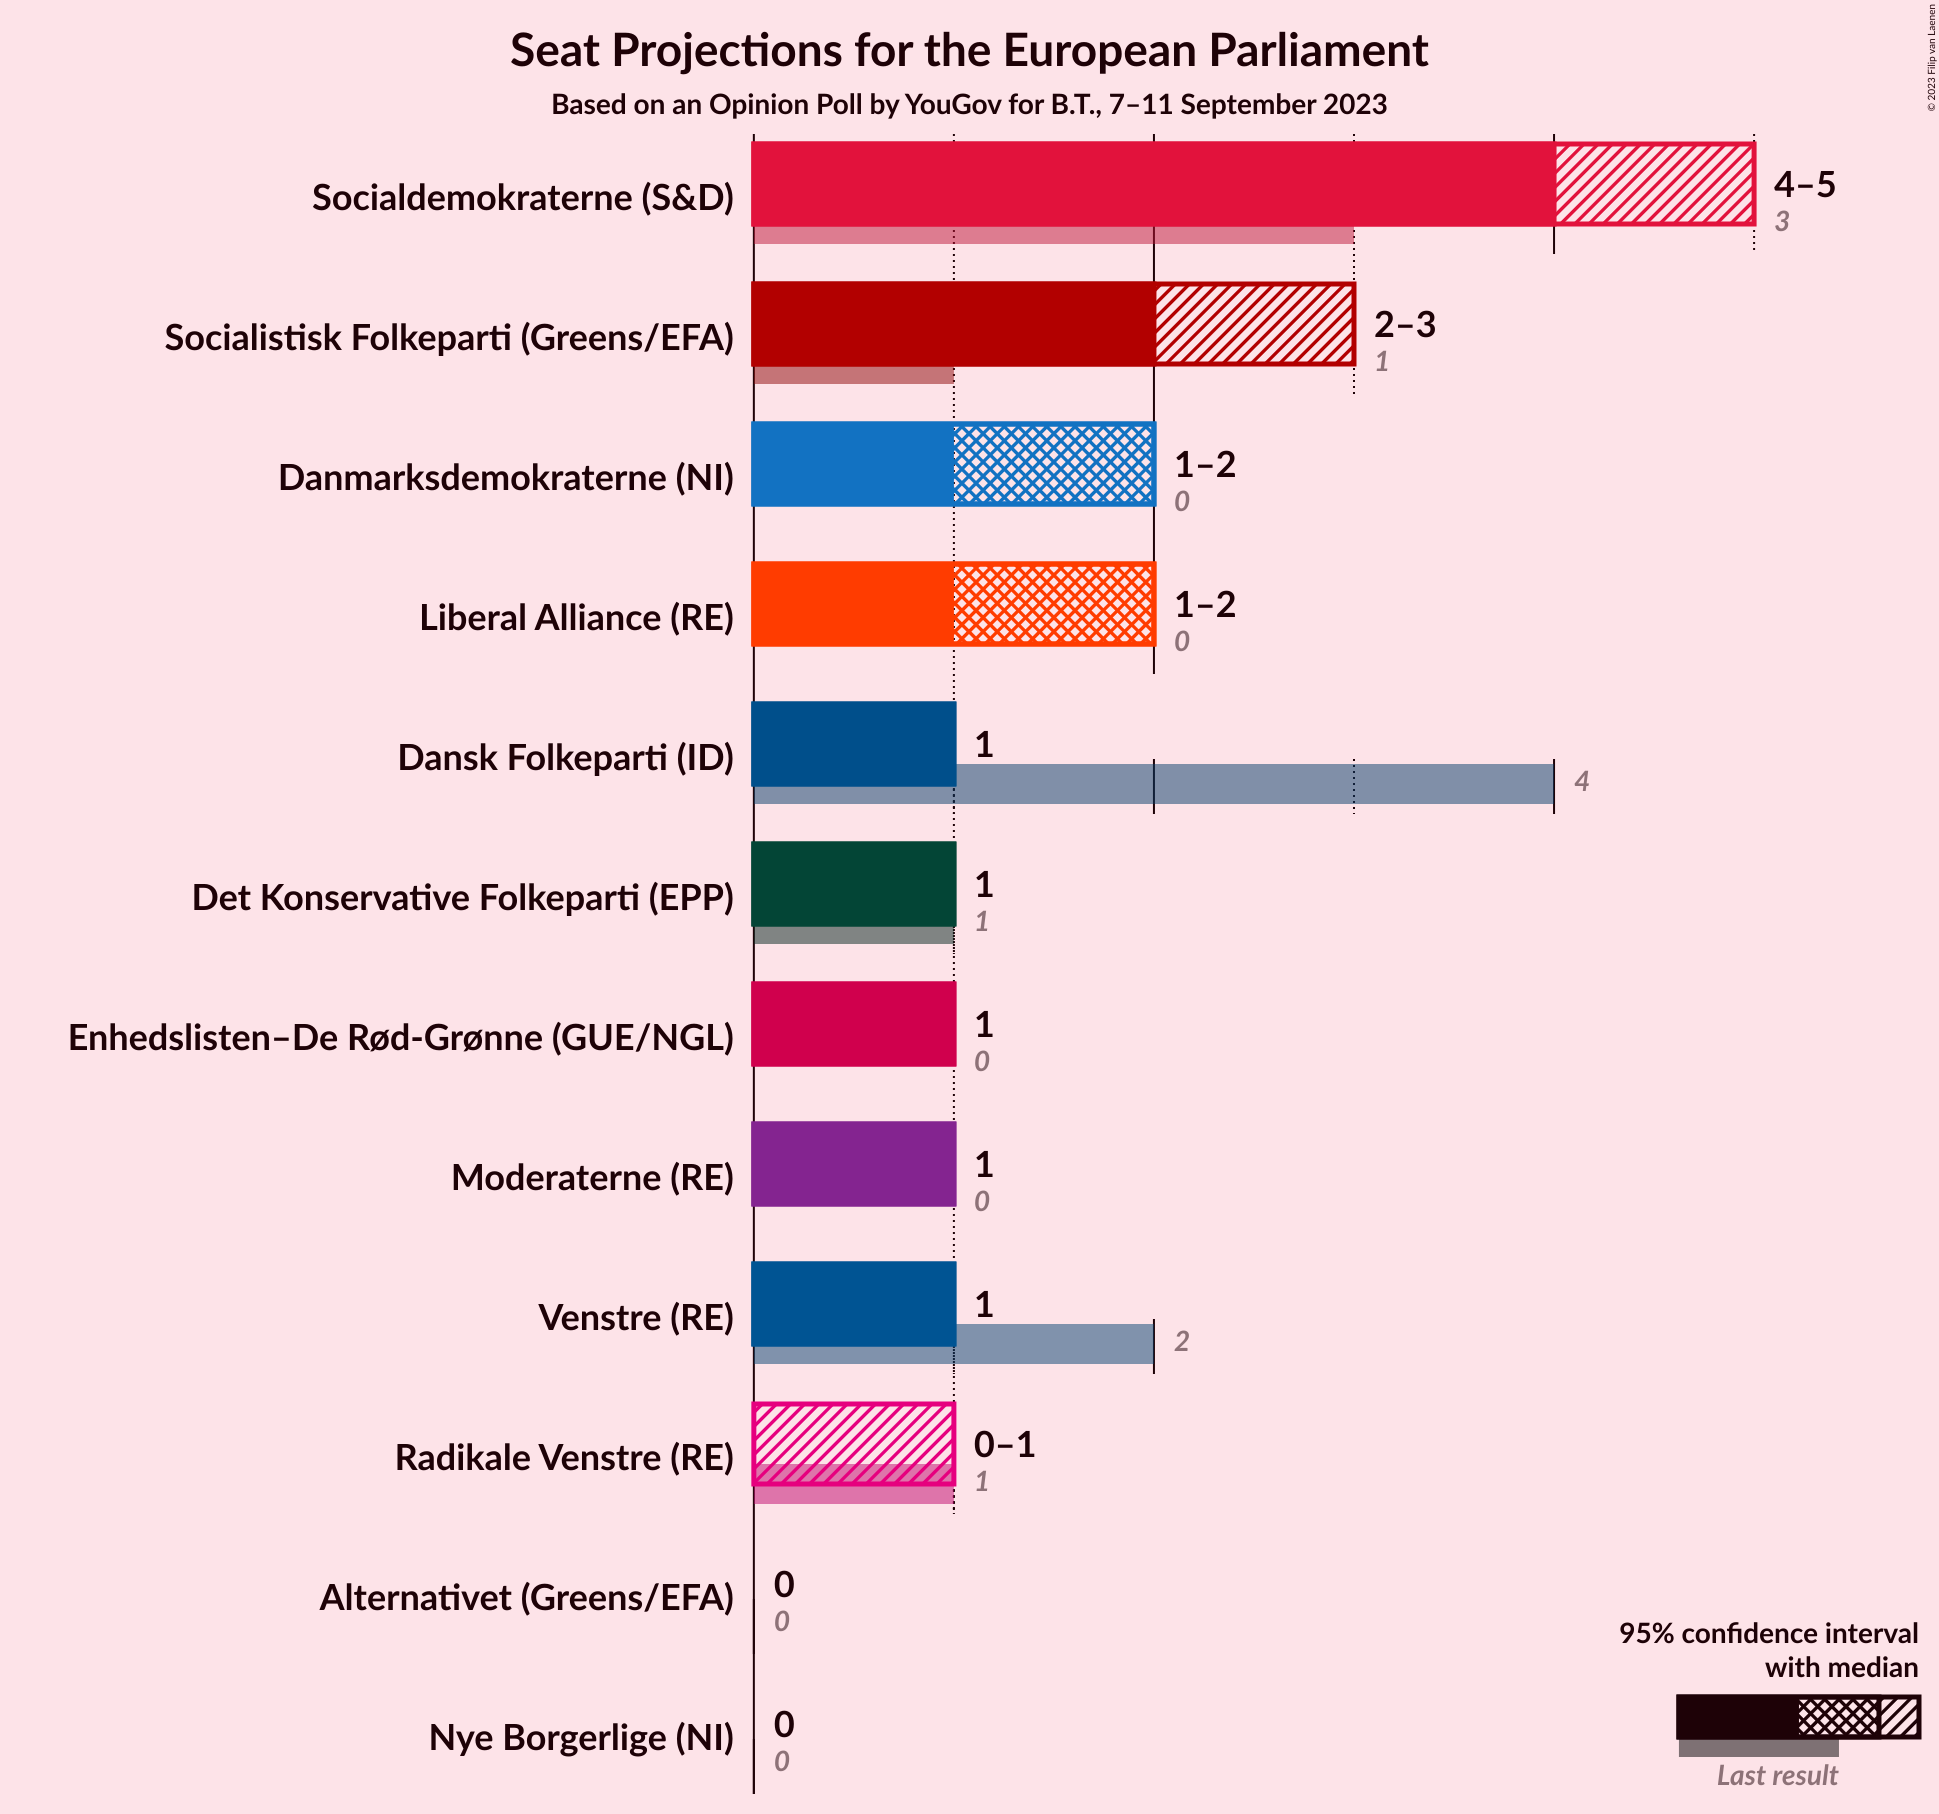 Seat Projections for the European Parliament
Based on an Opinion Poll by YouGov for B.T., 7–11 September 2023
© 2023 Filip van Laenen
Socialdemokraterne (S&D)
4–5
3
Socialistisk Folkeparti (Greens/EFA)
2–3
1
Danmarksdemokraterne (NI)
1–2
0
Liberal Alliance (RE)
1–2
0
Dansk Folkeparti (ID)
1
4
Det Konservative Folkeparti (EPP)
1
1
Enhedslisten–De Rød-Grønne (GUE/NGL)
1
0
Moderaterne (RE)
1
0
Venstre (RE)
1
2
Radikale Venstre (RE)
0–1
1
Alternativet (Greens/EFA)
0
0
Nye Borgerlige (NI)
0
0
95% confidence interval
with median
Last result